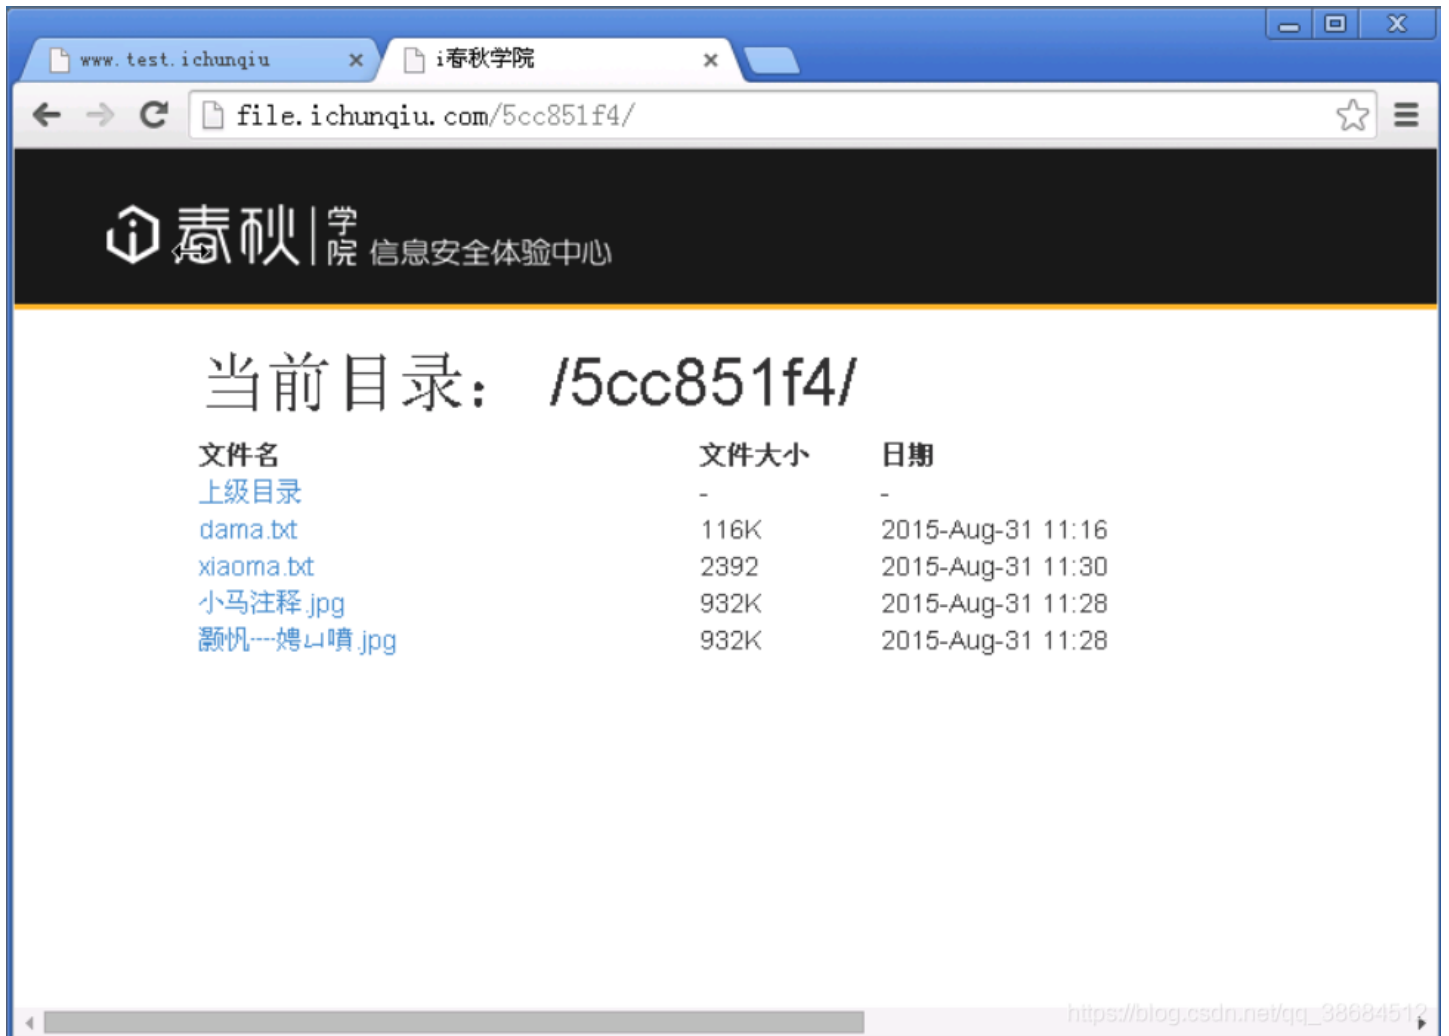 www.test.ichunqiu
i春秋学院
file.ichunqiu.com/5cc851f4/
i 春秋 学院 信息安全体验中心
当前目录： /5cc851f4/
文件名 文件大小 日期
上级目录 - -
dama.txt 116K 2015-Aug-31 11:16
xiaoma.txt 2392 2015-Aug-31 11:30
小马注释.jpg 932K 2015-Aug-31 11:28
灏忛┈娉ㄩ噴.jpg 932K 2015-Aug-31 11:28
https://blog.csdn.net/qq_38684512